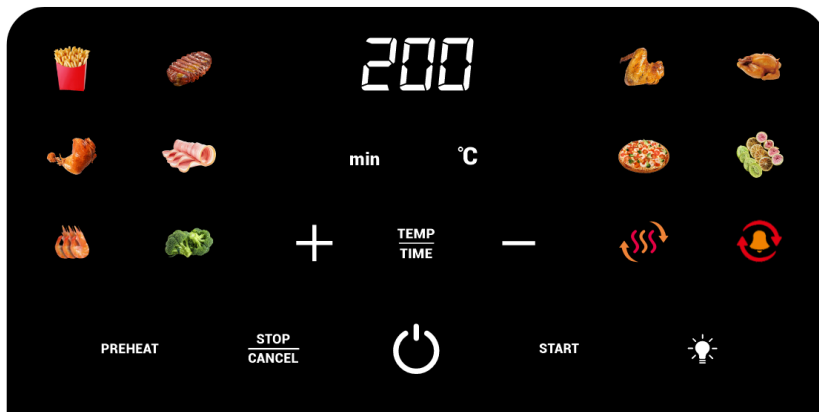 200
min
℃
TEMP
TIME
PREHEAT
STOP
CANCEL
START